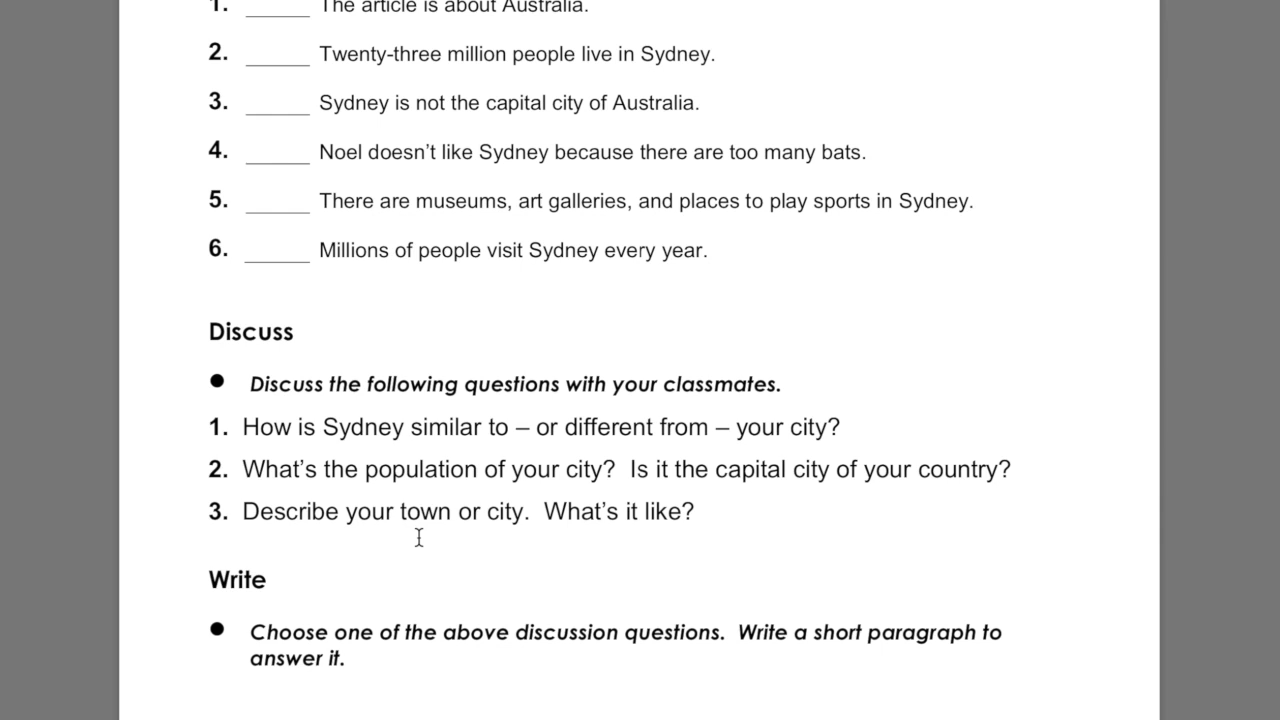 1. ______ The article is about Australia.
2. ______ Twenty-three million people live in Sydney.
3. ______ Sydney is not the capital city of Australia.
4. ______ Noel doesn’t like Sydney because there are too many bats.
5. ______ There are museums, art galleries, and places to play sports in Sydney.
6. ______ Millions of people visit Sydney every year.
Discuss
● Discuss the following questions with your classmates.
1. How is Sydney similar to – or different from – your city?
2. What’s the population of your city? Is it the capital city of your country?
3. Describe your town or city. What’s it like?
Write
● Choose one of the above discussion questions. Write a short paragraph to
answer it.